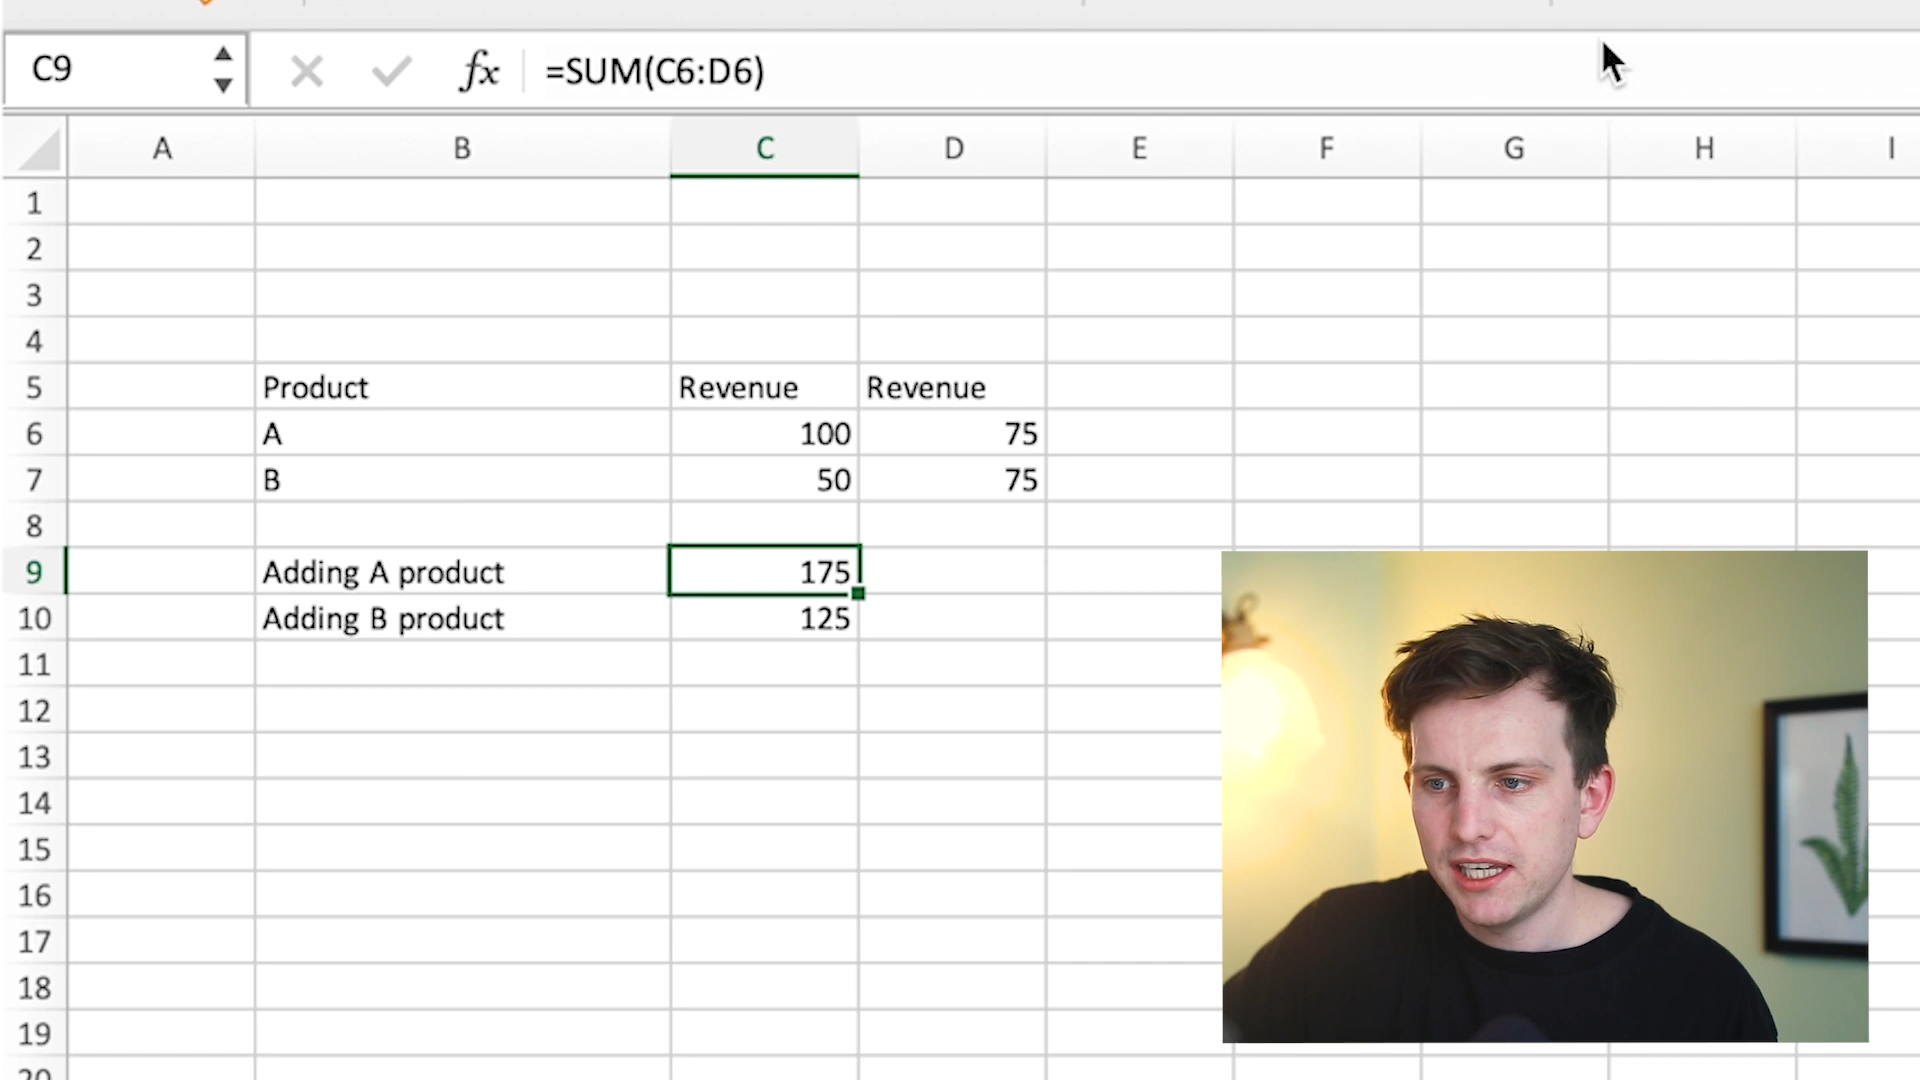 C9 fx =SUM(C6:D6)
A B C D E F G H I
1
2
3
4
5 Product Revenue Revenue
6 A 100 75
7 B 50 75
8
9 Adding A product 175
10 Adding B product 125
11
12
13
14
15
16
17
18
19
20